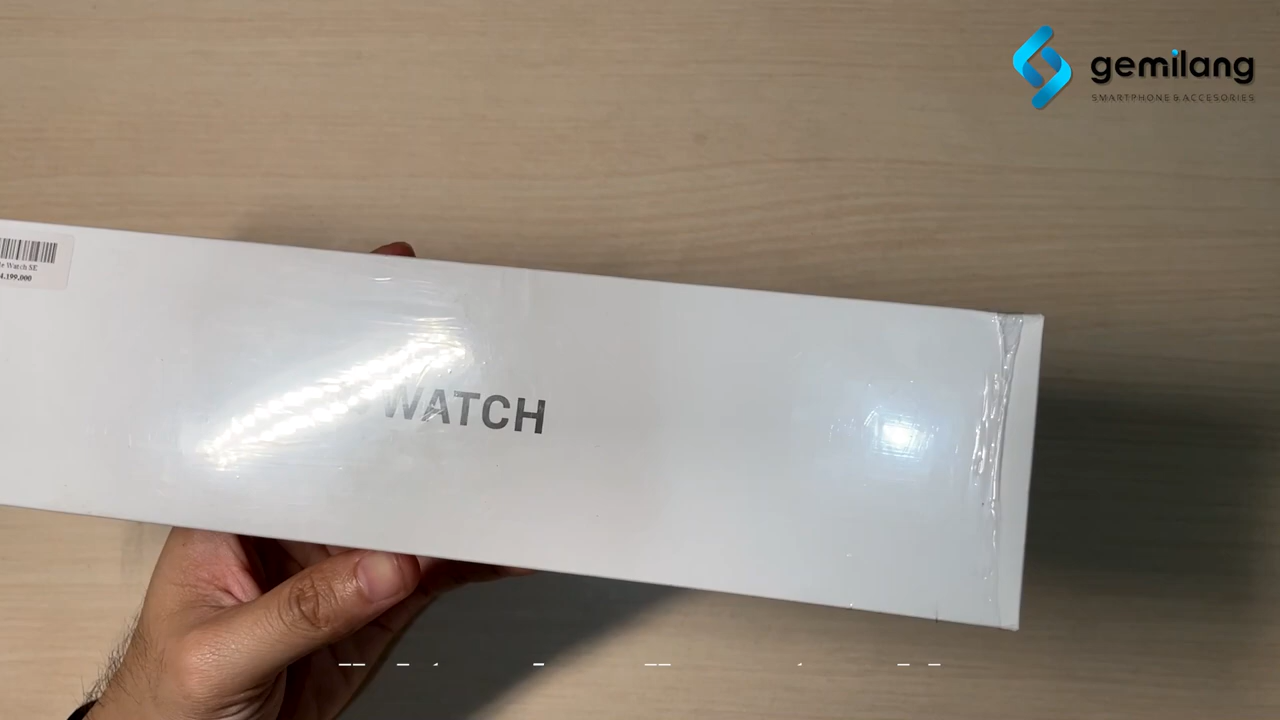 gemilang
SMARTPHONE & ACCESORIES
Watch SE
4.199.000
WATCH